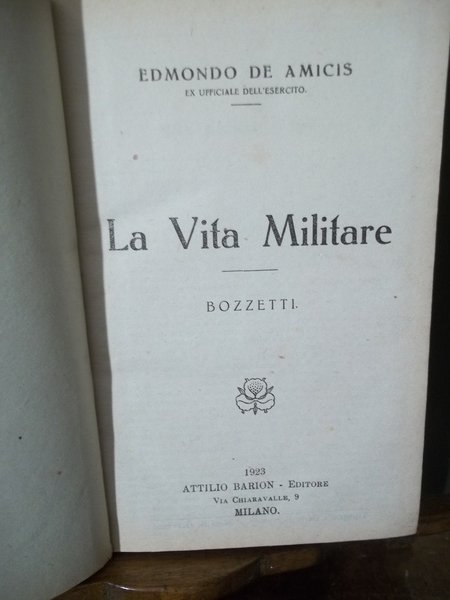 EDMONDO DE AMICIS
EX UFFICIALE DELL'ESERCITO.
La Vita Militare
BOZZETTI.
1923
ATTILIO BARION - EDITORE
VIA CHIARAVALLE, 9
MILANO.